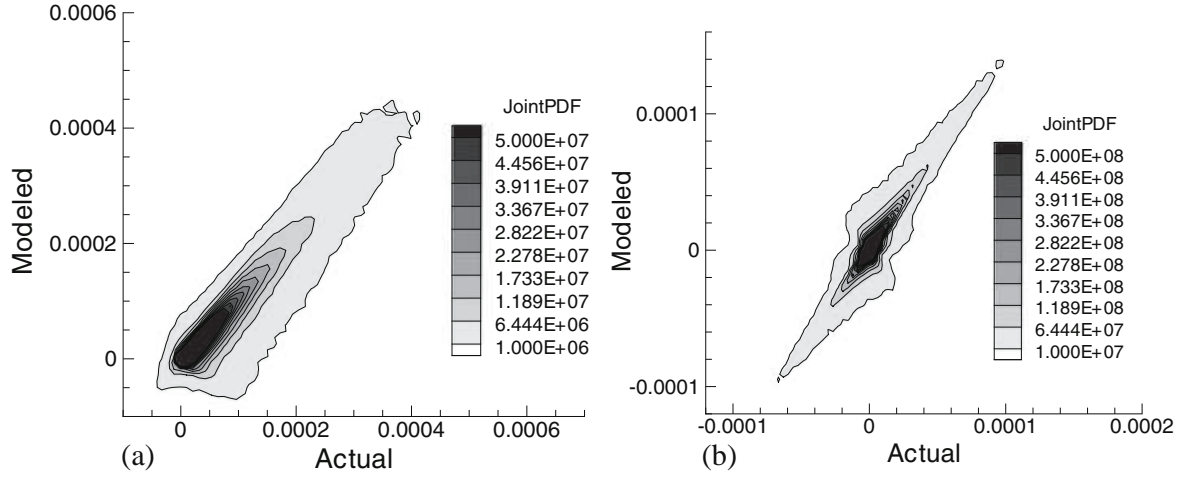 0.0006
0.0004
0.0002
0
Modeled
JointPDF
5.000E+07
4.456E+07
3.911E+07
3.367E+07
2.822E+07
2.278E+07
1.733E+07
1.189E+07
6.444E+06
1.000E+06
0 0.0002 0.0004 0.0006
(a) Actual
0.0001
0
-0.0001
Modeled
JointPDF
5.000E+08
4.456E+08
3.911E+08
3.367E+08
2.822E+08
2.278E+08
1.733E+08
1.189E+08
6.444E+07
1.000E+07
-0.0001 0 0.0001 0.0002
(b) Actual